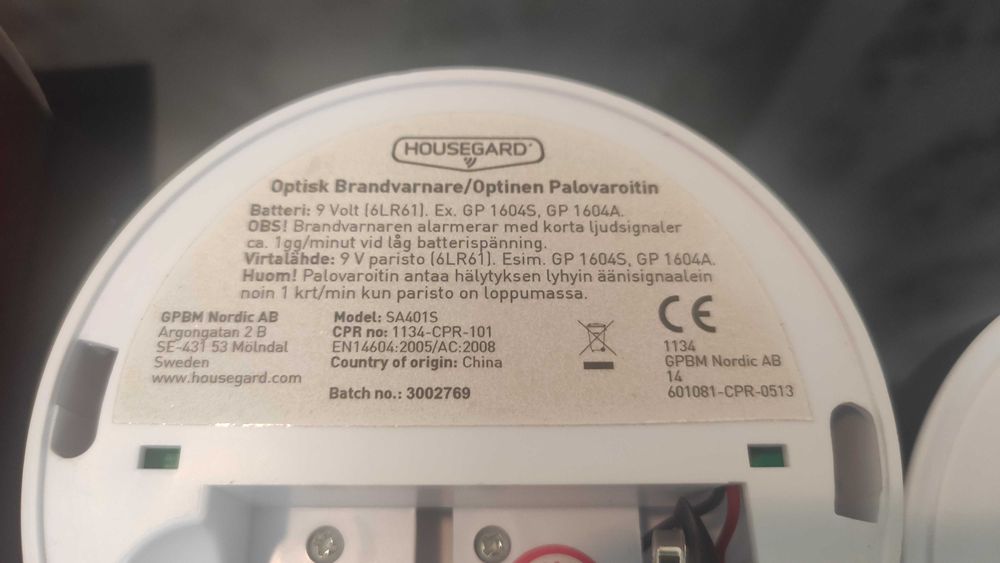 HOUSEGARD
Optisk Brandvarnare/Optinen Palovaroitin
Batteri: 9 Volt (6LR61). Ex. GP 1604S, GP 1604A.
OBS! Brandvarnaren alarmerar med korta ljudsignaler
ca. 1gg/minut vid låg batterispänning.
Virtalähde: 9 V paristo (6LR61). Esim. GP 1604S, GP 1604A.
Huom! Palovaroitin antaa hälytyksen lyhyin äänisignaalein
noin 1 krt/min kun paristo on loppumassa.
GPBM Nordic AB
Argongatan 2 B
SE-431 53 Mölndal
Sweden
www.housegard.com
Model: SA401S
CPR no: 1134-CPR-101
EN14604:2005/AC:2008
Country of origin: China
Batch no.: 3002769
CE
1134
GPBM Nordic AB
14
601081-CPR-0513